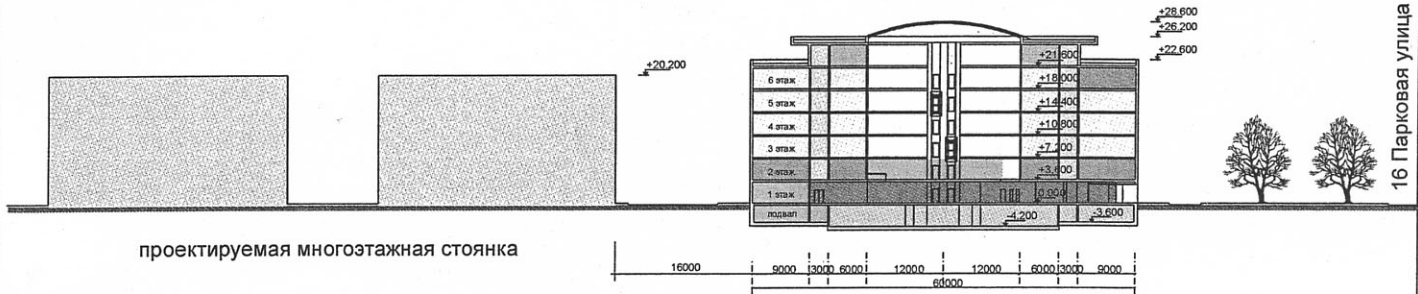 +28,600
+26,200
+22,600
+20,200
+21,600
6 этаж
+18,000
5 этаж
+14,400
4 этаж
+10,800
3 этаж
+7,200
2 этаж
+3,600
1 этаж
0,000
подвал
-4,200
-3,600
16 Парковая улица
проектируемая многоэтажная стоянка
16000
9000
3000
6000
12000
12000
6000
3000
9000
60000